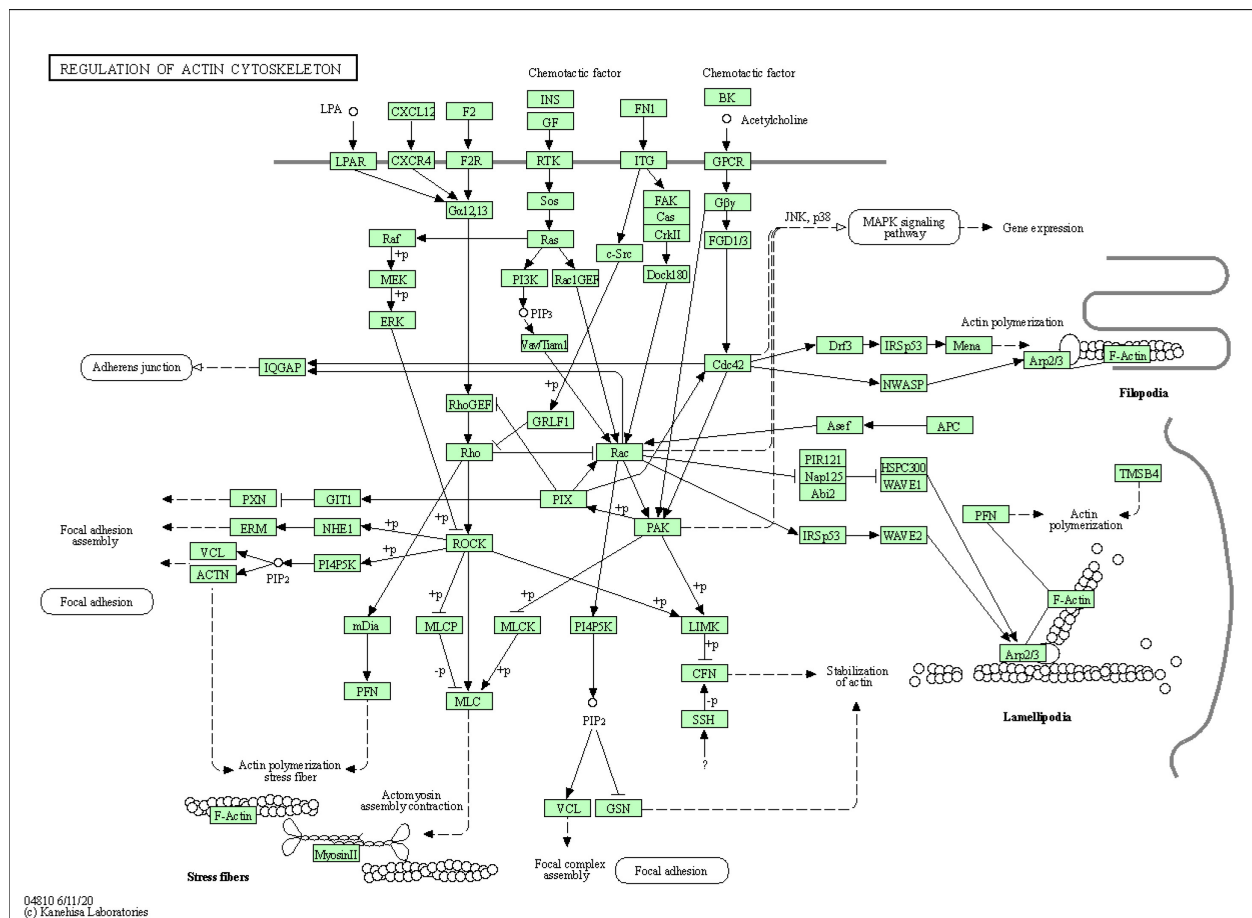 REGULATION OF ACTIN CYTOSKELETON
Chemotactic factor
Chemotactic factor
LPA
CXCL12
F2
INS
GF
FN1
BK
Acetylcholine
LPAR
CXCR4
F2R
RTK
ITG
GPCR
Gα12,13
Sos
FAK
Cas
CrkII
Gβγ
JNK, p38
MAPK signaling
pathway
Gene expression
Raf
Ras
FGD1/3
+p
c-Src
MEK
PI3K
Rac1GEF
Dock180
+p
ERK
PIP3
Actin polymerization
Vav/Tiam1
Drf3
IRSp53
Mena
Arp2/3
F-Actin
Adherens junction
IQGAP
Cdc42
+p
NWASP
Filopodia
RhoGEF
GRLF1
Asef
APC
Rho
Rac
PIR121
Nap125
Abi2
HSPC300
WAVE1
TMSB4
PXN
GIT1
PIX
+p
PFN
Actin
polymerization
Focal adhesion
assembly
ERM
NHE1
+p
PAK
IRSp53
WAVE2
VCL
ACTN
PIP2
PI4P5K
+p
ROCK
Focal adhesion
+p
+p
+p
+p
F-Actin
mDia
MLCP
MLCK
PI4P5K
LIMK
+p
Arp2/3
-p
+p
CFN
Stabilization
of actin
PFN
MLC
-p
PIP2
SSH
Lamellipodia
?
Actin polymerization
stress fiber
Actomyosin
assembly contraction
F-Actin
VCL
GSN
MyosinII
Stress fibers
Focal complex
assembly
Focal adhesion
04810 6/11/20
(c) Kanehisa Laboratories